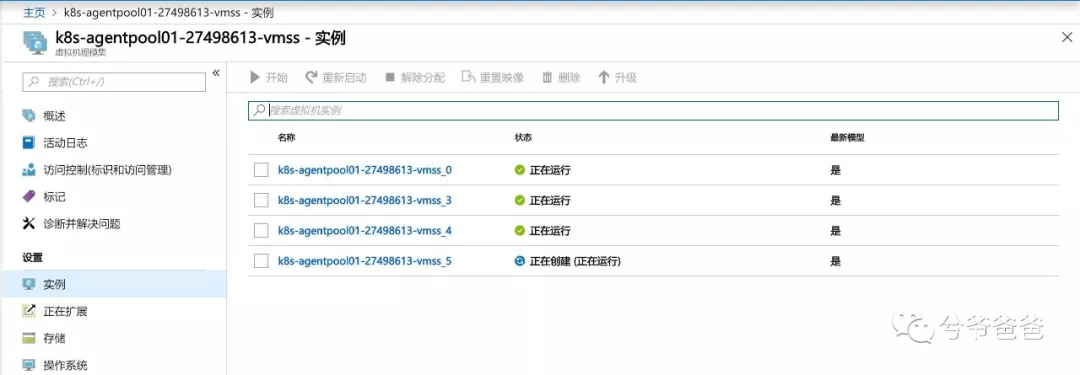 主页 > k8s-agentpool01-27498613-vmss - 实例
k8s-agentpool01-27498613-vmss - 实例
虚拟机规模集
搜索(Ctrl+/)
«
开始 重新启动 解除分配 重置映像 删除 升级
搜索虚拟机实例
概述
活动日志
访问控制(标识和访问管理)
标记
诊断并解决问题
设置
实例
正在扩展
存储
操作系统
名称 状态 最新模型
k8s-agentpool01-27498613-vmss_0 正在运行 是
k8s-agentpool01-27498613-vmss_3 正在运行 是
k8s-agentpool01-27498613-vmss_4 正在运行 是
k8s-agentpool01-27498613-vmss_5 正在创建 (正在运行) 是
兮爷爸爸